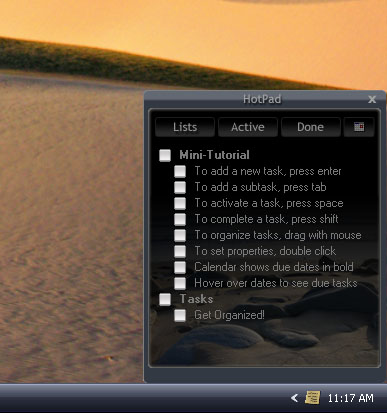 HotPad
Lists Active Done
Mini-Tutorial
To add a new task, press enter
To add a subtask, press tab
To activate a task, press space
To complete a task, press shift
To organize tasks, drag with mouse
To set properties, double click
Calendar shows due dates in bold
Hover over dates to see due tasks
Tasks
Get Organized!
11:17 AM